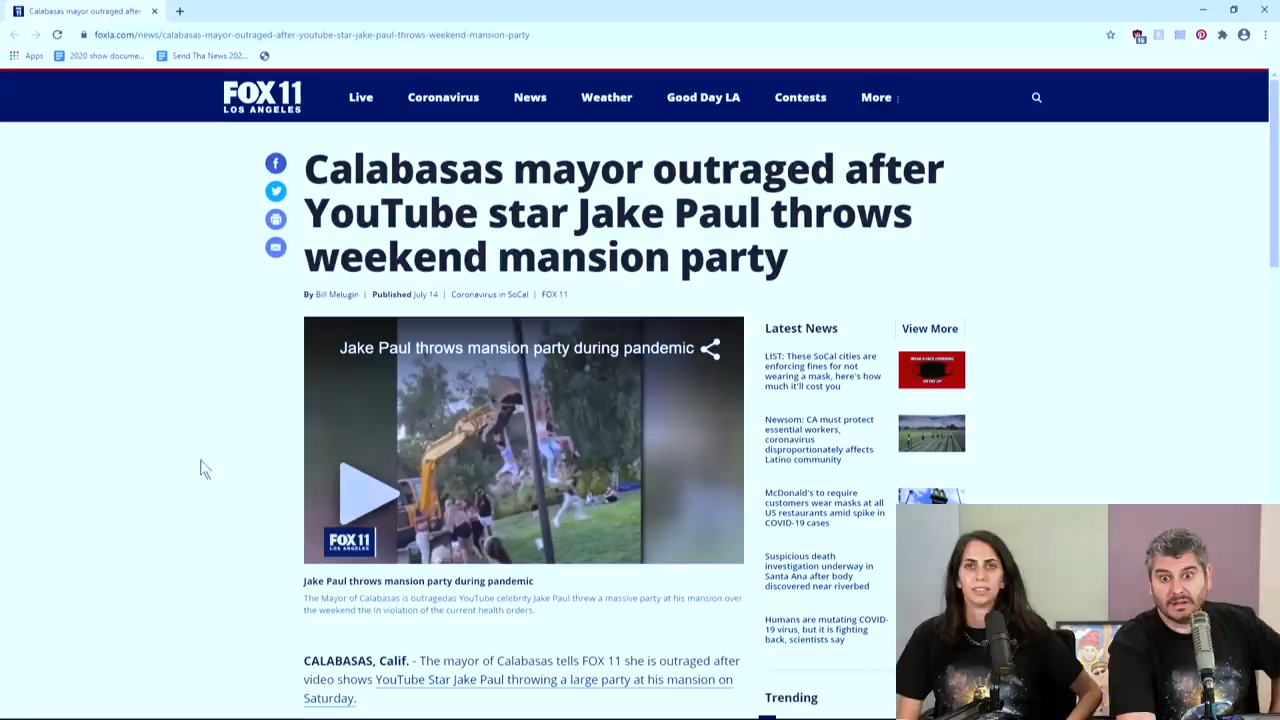 Calabasas mayor outraged after
foxla.com/news/calabasas-mayor-outraged-after-youtube-star-jake-paul-throws-weekend-mansion-party
Apps
2020 show docume...
Send Tha News 202...
FOX 11
LOS ANGELES
Live
Coronavirus
News
Weather
Good Day LA
Contests
More
Calabasas mayor outraged after
YouTube star Jake Paul throws
weekend mansion party
By Bill Melugin | Published July 14 | Coronavirus in SoCal | FOX 11
Jake Paul throws mansion party during pandemic
FOX 11
LOS ANGELES
Jake Paul throws mansion party during pandemic
The Mayor of Calabasas is outragedas YouTube celebrity Jake Paul threw a massive party at his mansion over
the weekend the in violation of the current health orders.
CALABASAS, Calif. - The mayor of Calabasas tells FOX 11 she is outraged after
video shows YouTube Star Jake Paul throwing a large party at his mansion on
Saturday.
Latest News
View More
LIST: These SoCal cities are
enforcing fines for not
wearing a mask, here's how
much it'll cost you
Newsom: CA must protect
essential workers,
coronavirus
disproportionately affects
Latino community
McDonald's to require
customers wear masks at all
US restaurants amid spike in
COVID-19 cases
Suspicious death
investigation underway in
Santa Ana after body
discovered near riverbed
Humans are mutating COVID-
19 virus, but it is fighting
back, scientists say
Trending